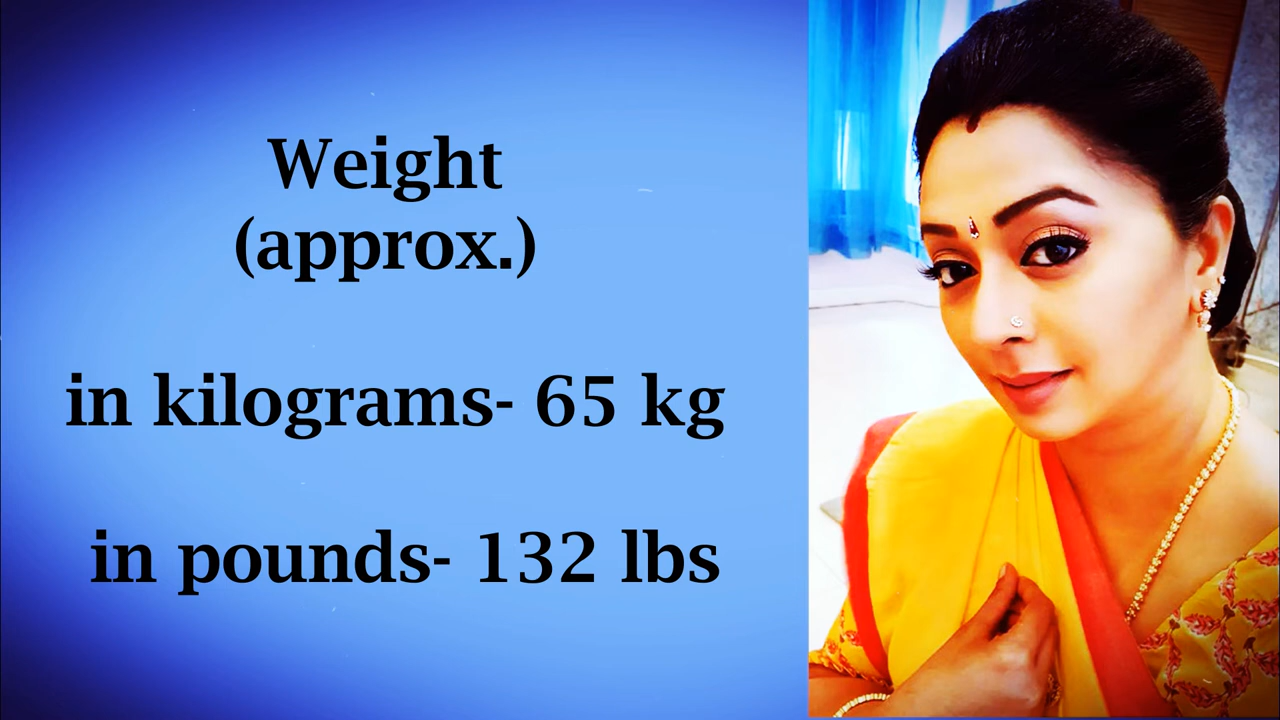 Weight
(approx.)
in kilograms- 65 kg
in pounds- 132 lbs